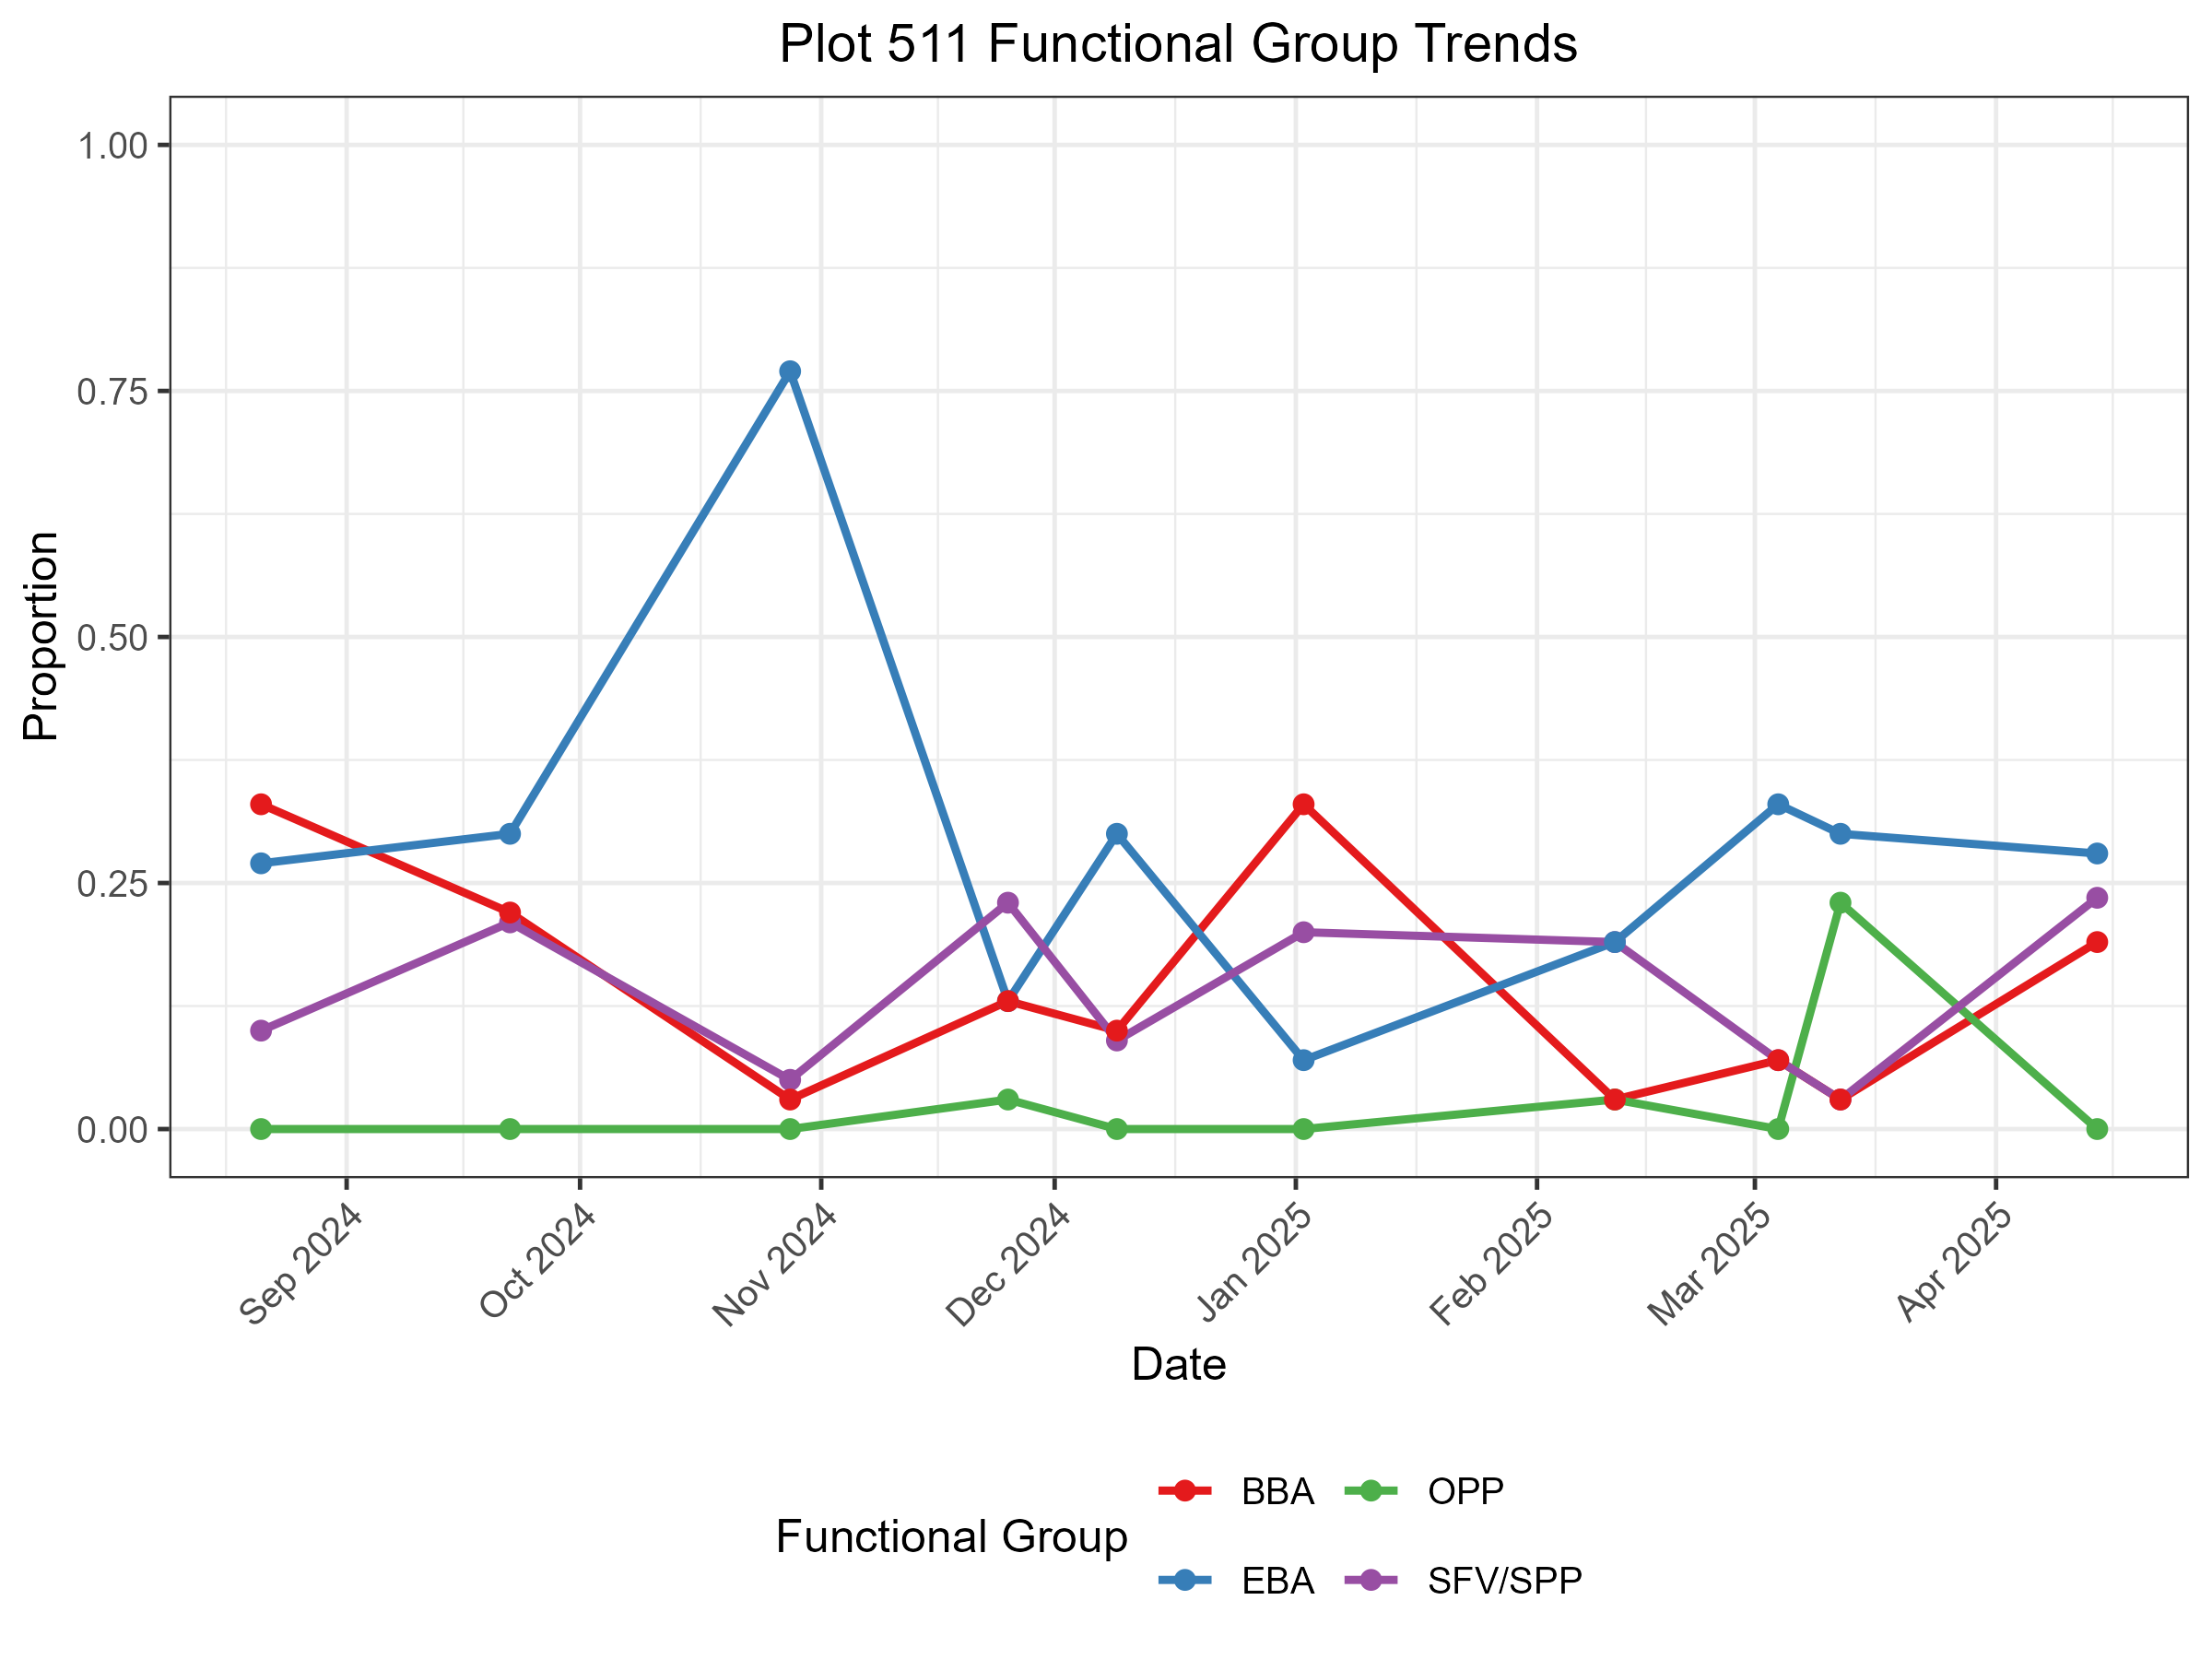 Plot 511 Functional Group Trends
1.00
0.75
0.50
0.25
0.00
Proportion
Sep 2024
Oct 2024
Nov 2024
Dec 2024
Jan 2025
Feb 2025
Mar 2025
Apr 2025
Date
Functional Group
BBA
OPP
EBA
SFV/SPP